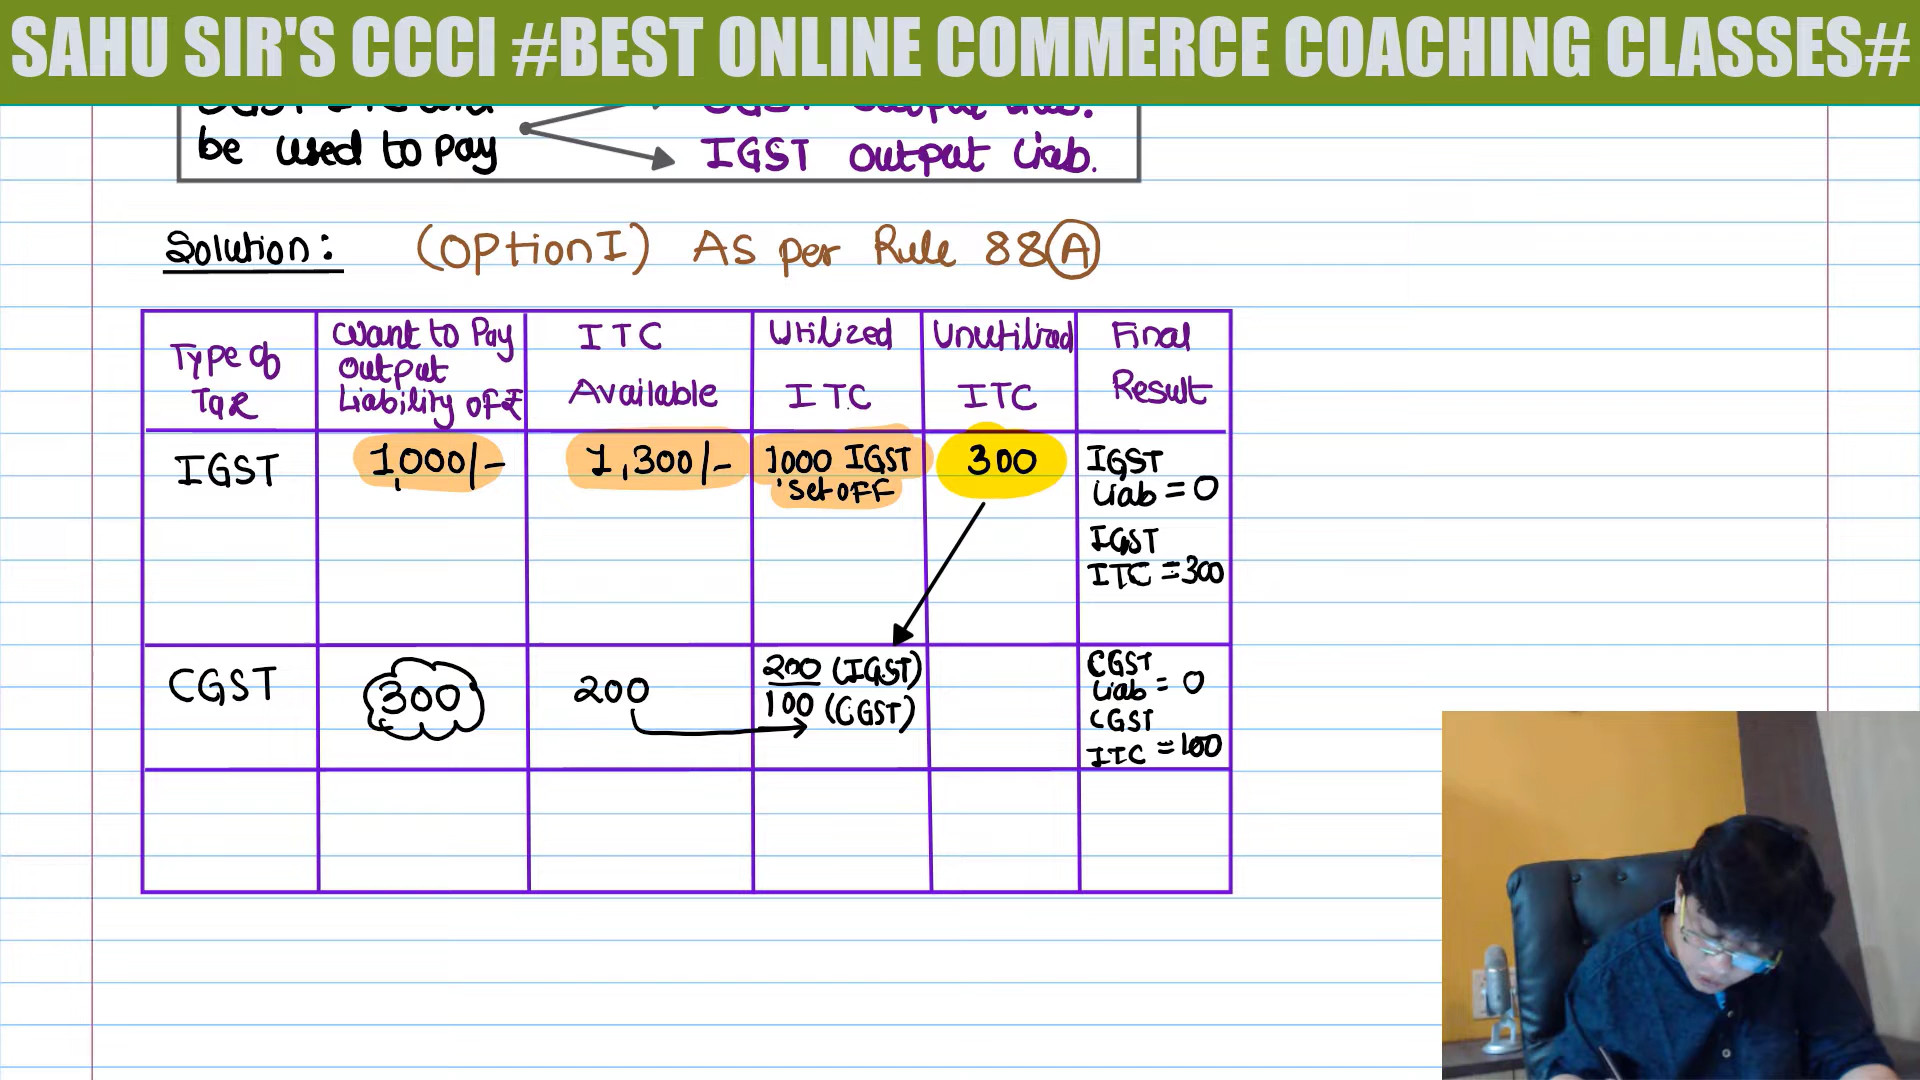 SAHU SIR'S CCCI #BEST ONLINE COMMERCE COACHING CLASSES#
be used to pay
IGST output Liab.
Solution: (OPtion I) AS per Rule 88(A)
Type of Tax
Want to Pay output Liability of ₹
ITC Available
Utilized ITC
Unutilized ITC
Final Result
IGST
1,000/-
1,300/-
1000 IGST
set off
300
IGST
Liab = 0
IGST
ITC = 300
CGST
300
200
200 (IGST)
100 (CGST)
CGST
Liab = 0
CGST
ITC = 100